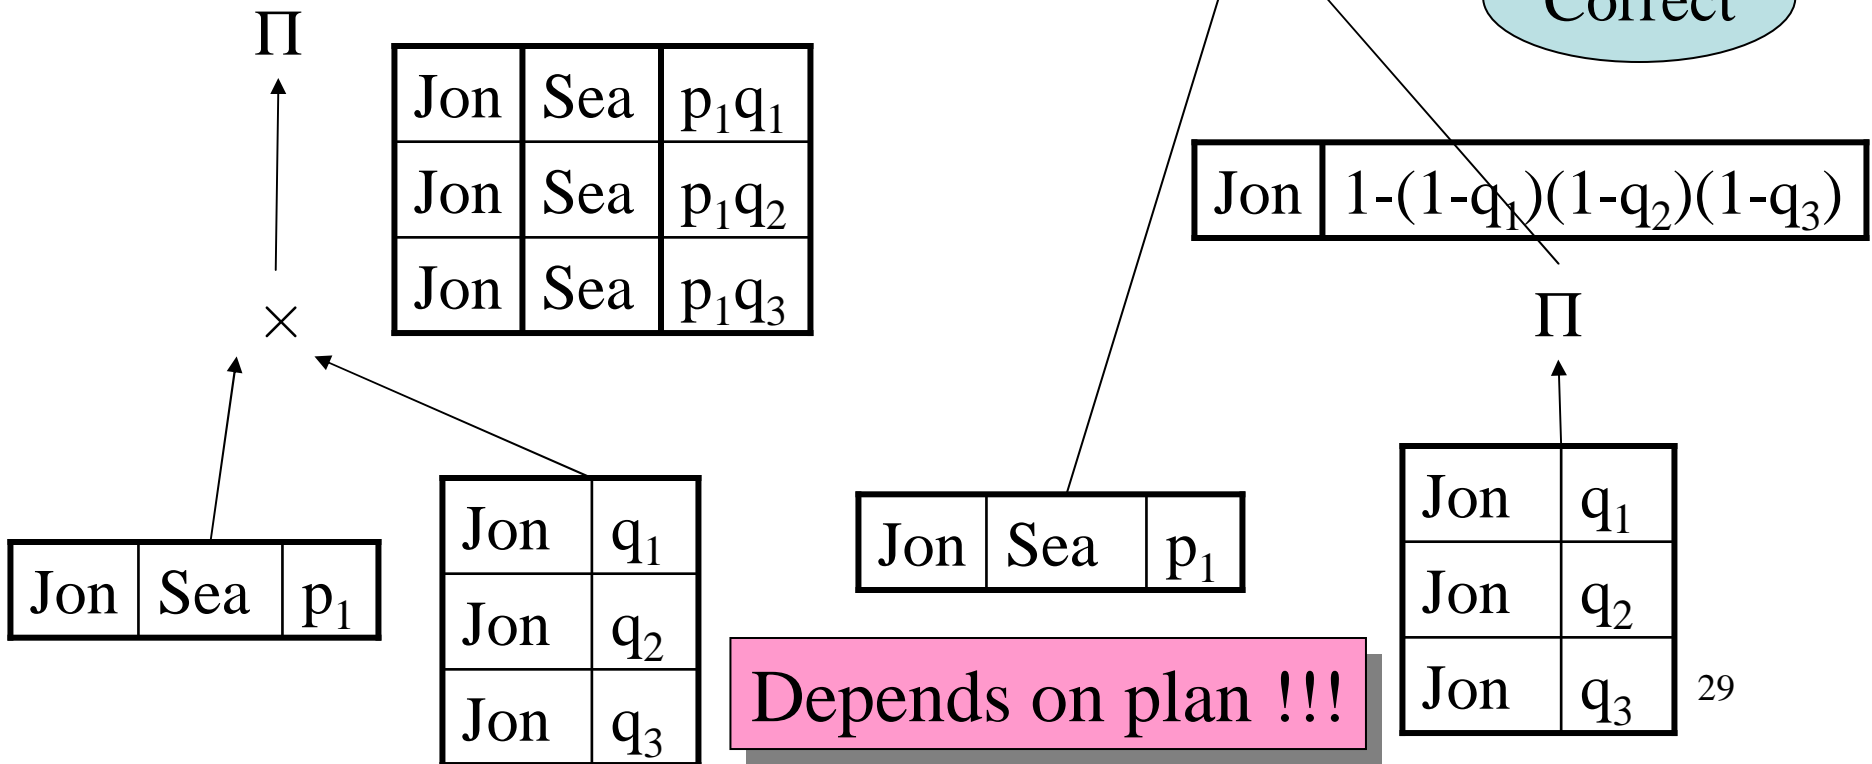 Correct
Π
Jon Sea p₁q₁
Jon Sea p₁q₂
Jon Sea p₁q₃
×
Jon Sea p₁
Jon q₁
Jon q₂
Jon q₃
Jon 1-(1-q₁)(1-q₂)(1-q₃)
Π
Jon Sea p₁
Jon q₁
Jon q₂
Jon q₃
Depends on plan !!!
29